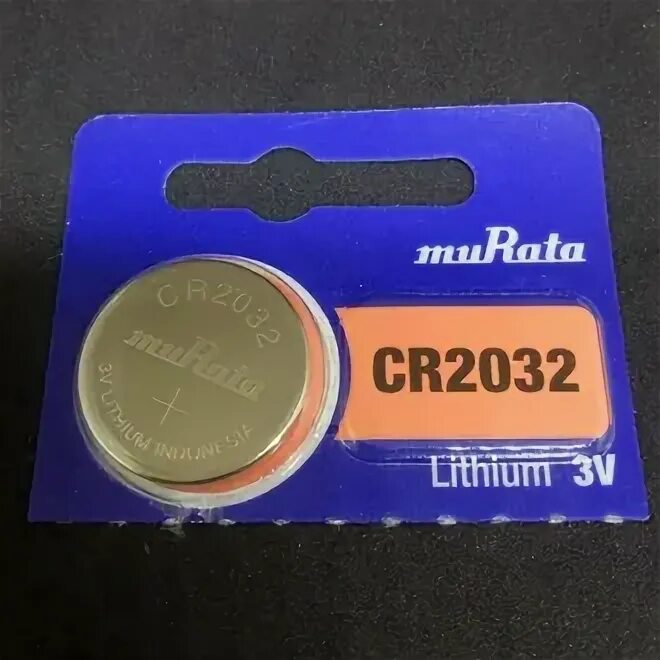 muRata
CR2032
Lithium 3V
CR2032
muRata
+
3V LITHIUM INDONESIA